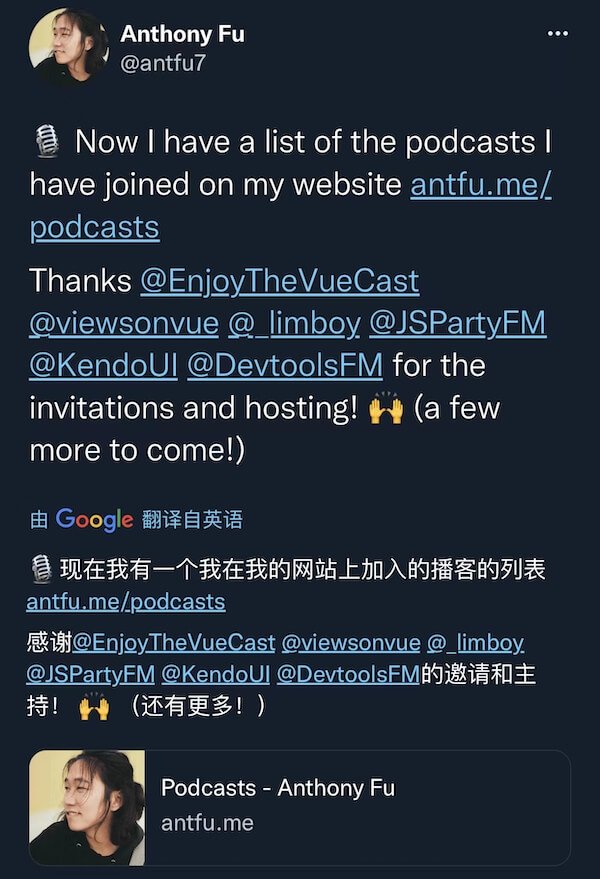 Anthony Fu
@antfu7
🎙️ Now I have a list of the podcasts I
have joined on my website antfu.me/
podcasts
Thanks @EnjoyTheVueCast
@viewsonvue @_limboy @JSPartyFM
@KendoUI @DevtoolsFM for the
invitations and hosting! 🙌 (a few
more to come!)
由 Google 翻译自英语
🎙️现在我有一个我在我的网站上加入的播客的列表
antfu.me/podcasts
感谢@EnjoyTheVueCast @viewsonvue @_limboy
@JSPartyFM @KendoUI @DevtoolsFM的邀请和主
持！ 🙌 （还有更多！）
Podcasts - Anthony Fu
antfu.me